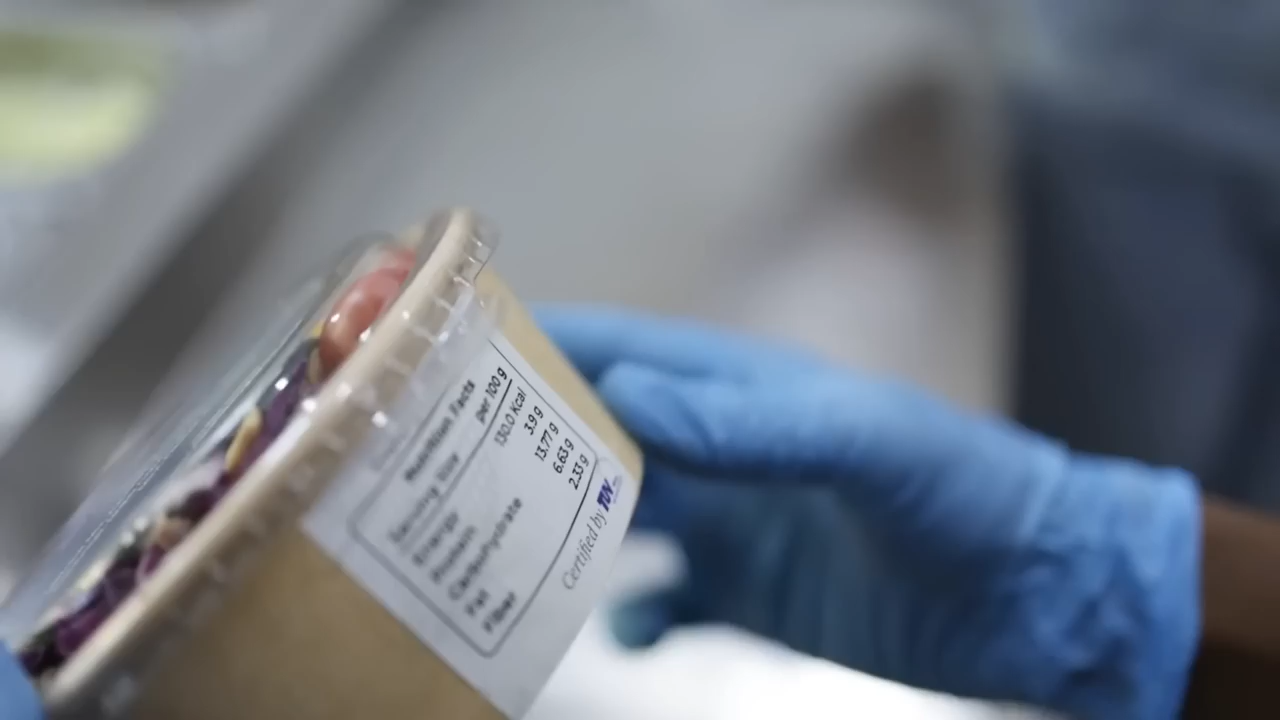 Nutrition Facts
Serving Size per 100 g
Energy 130.0 Kcal
Protein 3.9 g
Carbohydrate 13.77 g
Fat 6.63 g
Fiber 2.33 g
Certified by TÜV